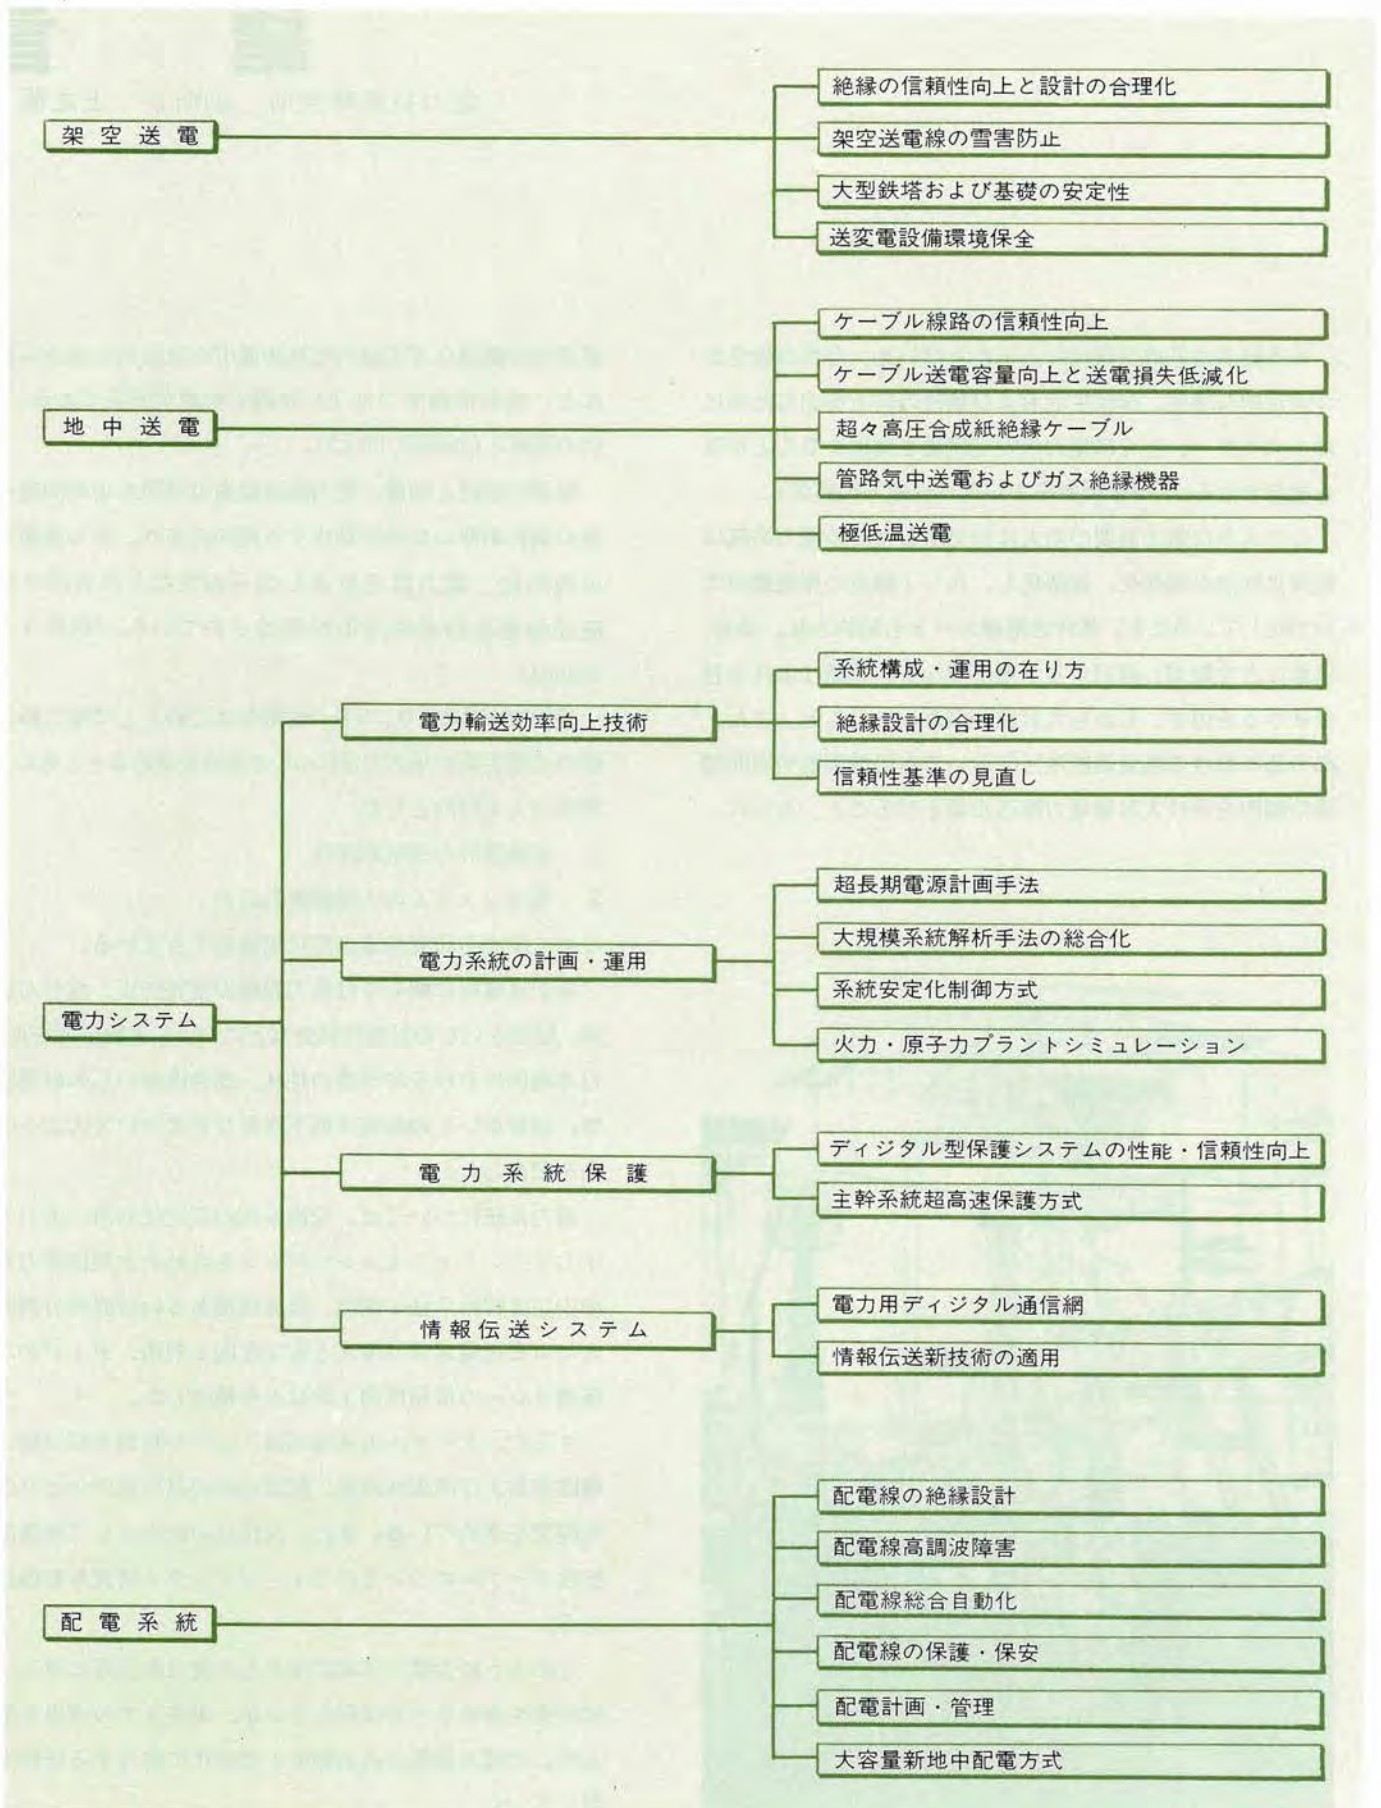 架空送電
絶縁の信頼性向上と設計の合理化
架空送電線の雪害防止
大型鉄塔および基礎の安定性
送変電設備環境保全
地中送電
ケーブル線路の信頼性向上
ケーブル送電容量向上と送電損失低減化
超々高圧合成紙絶縁ケーブル
管路気中送電およびガス絶縁機器
極低温送電
電力システム
電力輸送効率向上技術
系統構成・運用の在り方
絶縁設計の合理化
信頼性基準の見直し
電力系統の計画・運用
超長期電源計画手法
大規模系統解析手法の総合化
系統安定化制御方式
火力・原子力プラントシミュレーション
電力系統保護
ディジタル型保護システムの性能・信頼性向上
主幹系統超高速保護方式
情報伝送システム
電力用ディジタル通信網
情報伝送新技術の適用
配電系統
配電線の絶縁設計
配電線高調波障害
配電線総合自動化
配電線の保護・保安
配電計画・管理
大容量新地中配電方式